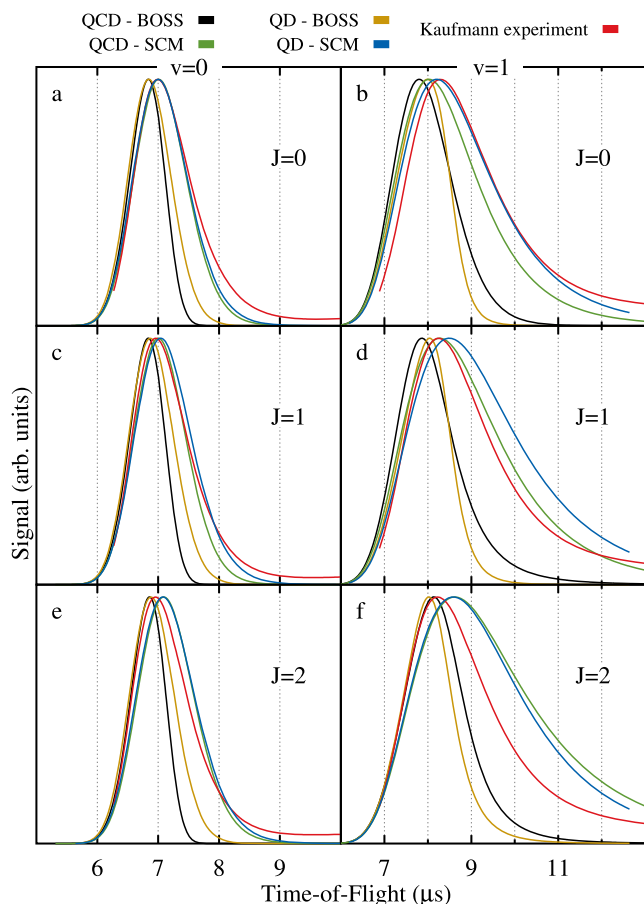 QCD - BOSS QD - BOSS Kaufmann experiment
QCD - SCM QD - SCM
v=0 v=1
a J=0 b J=0
c J=1 d J=1
e J=2 f J=2
Signal (arb. units)
6 7 8 9 7 9 11
Time-of-Flight (μs)